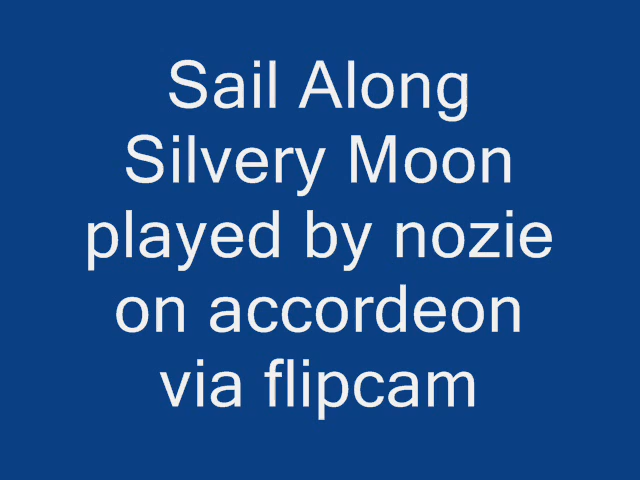 Sail Along
Silvery Moon
played by nozie
on accordeon
via flipcam